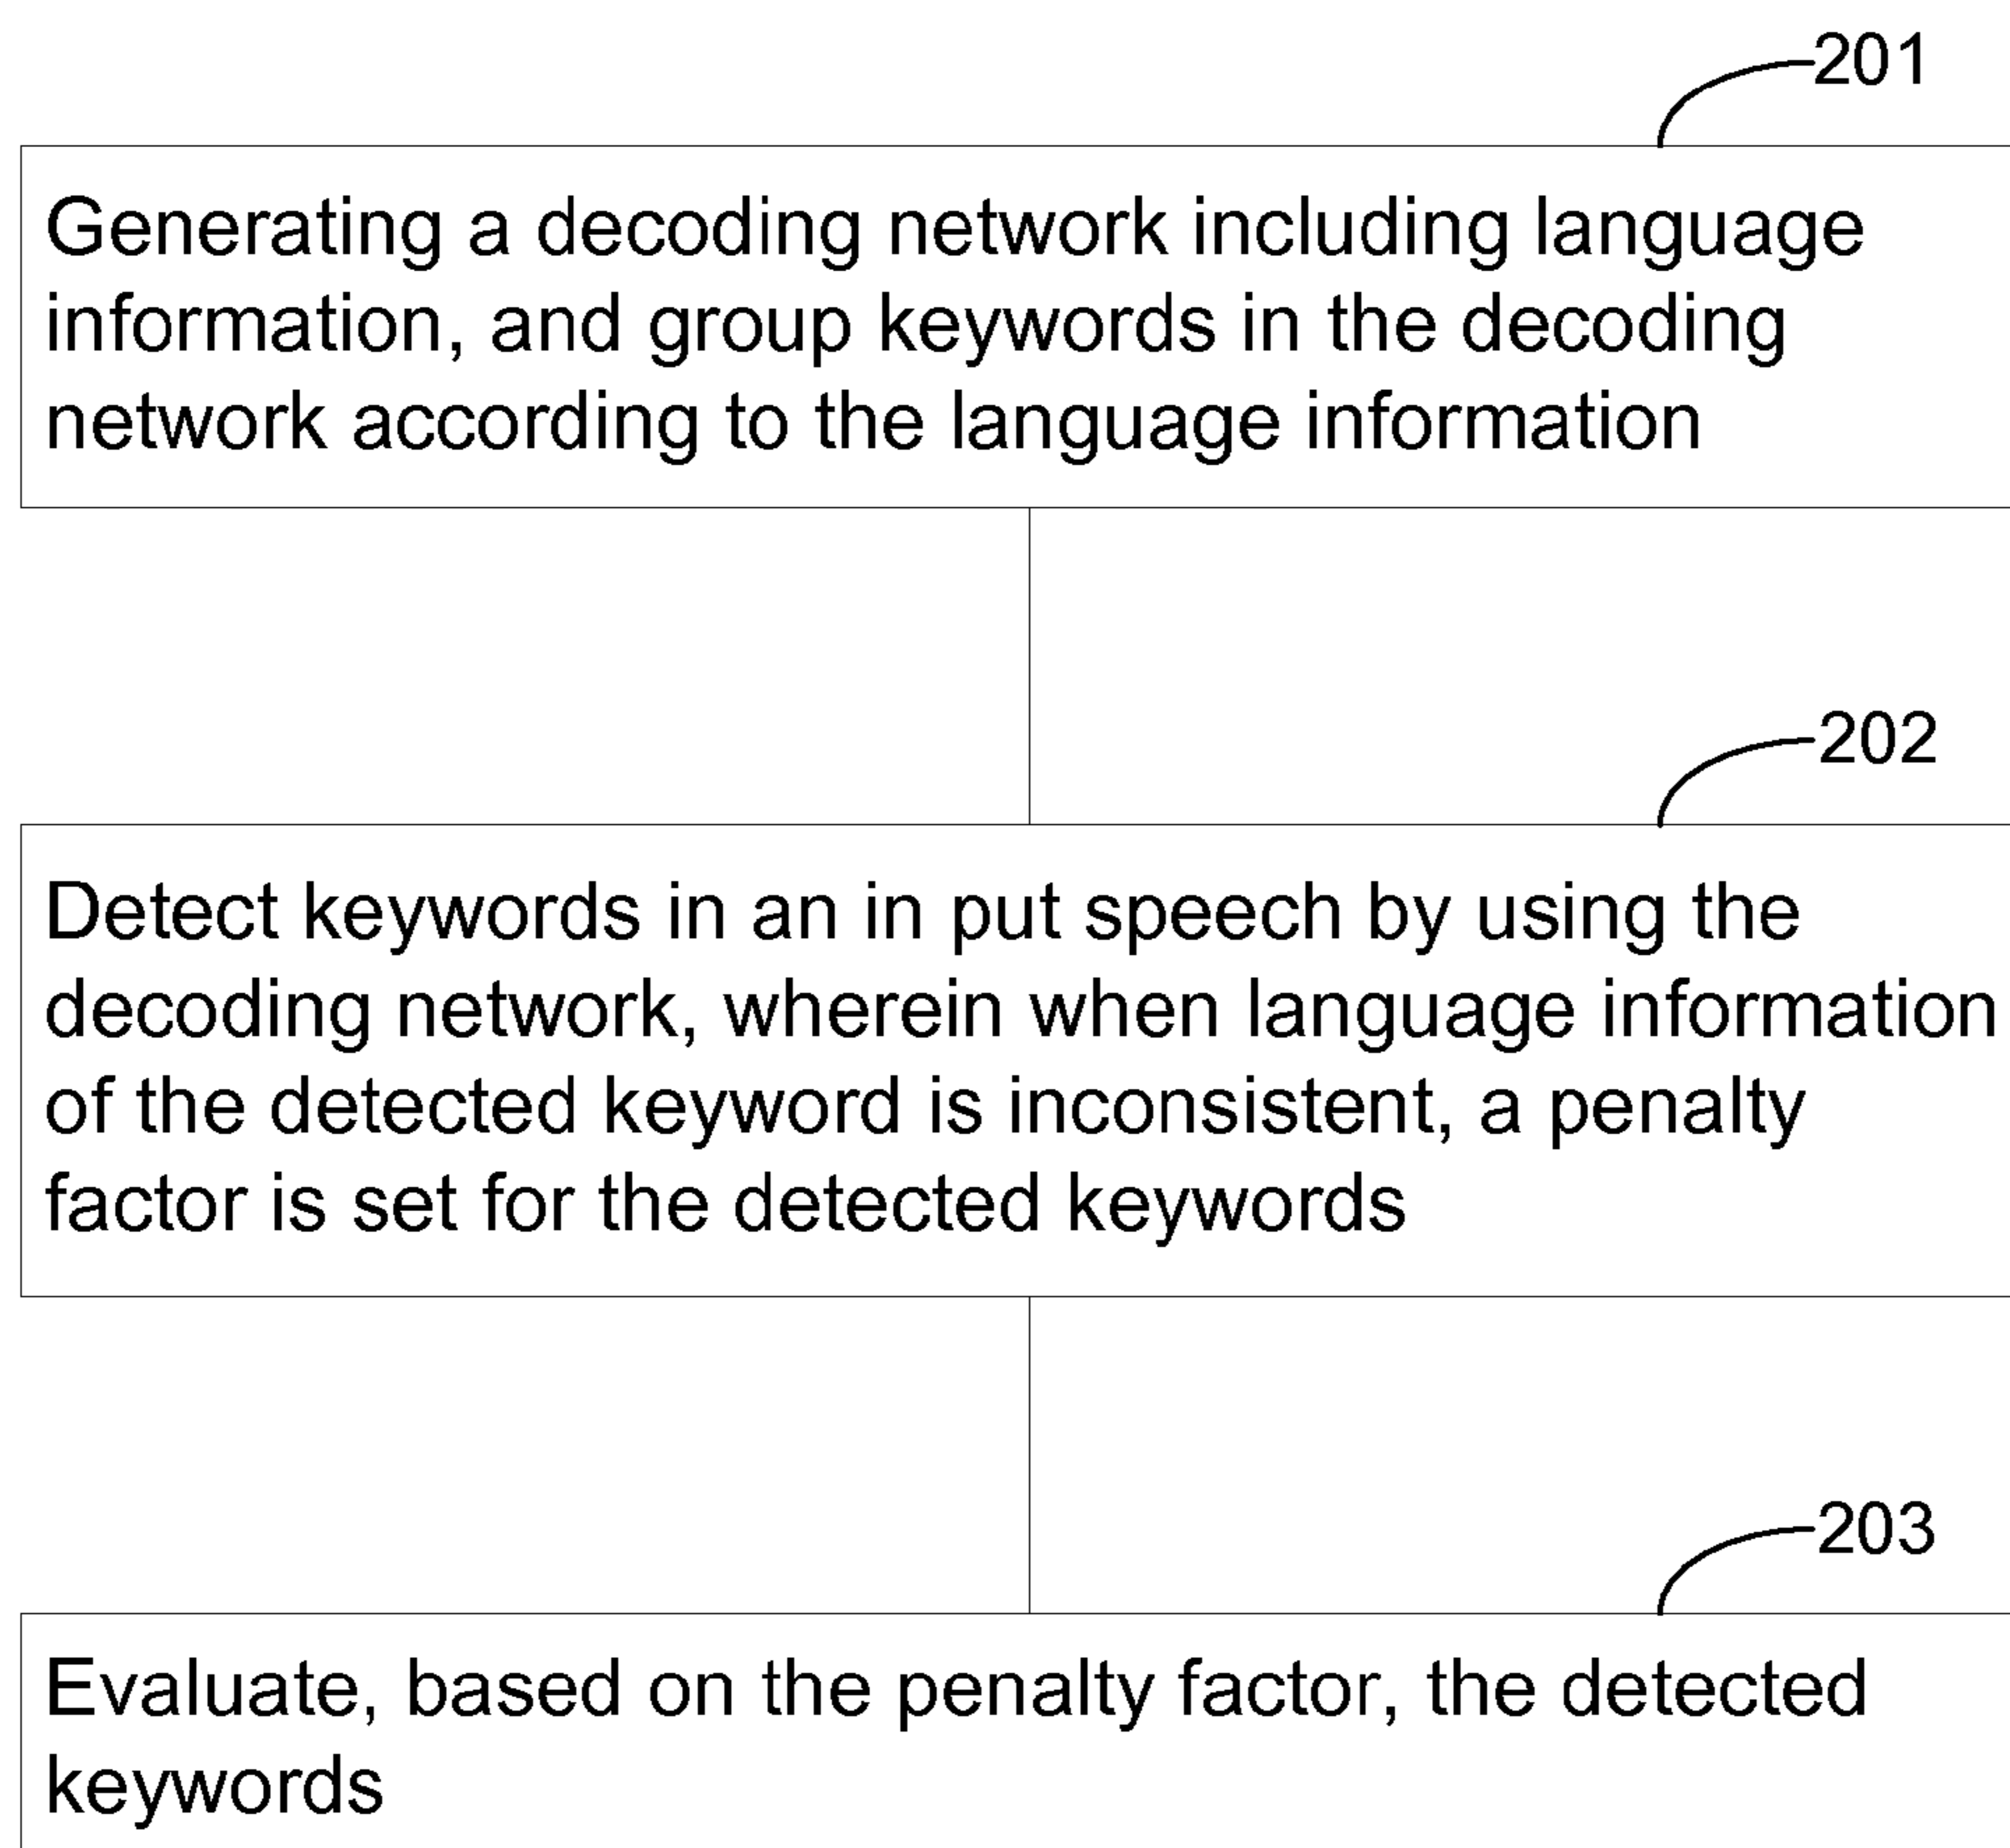 201
Generating a decoding network including language
information, and group keywords in the decoding
network according to the language information
202
Detect keywords in an in put speech by using the
decoding network, wherein when language information
of the detected keyword is inconsistent, a penalty
factor is set for the detected keywords
203
Evaluate, based on the penalty factor, the detected
keywords